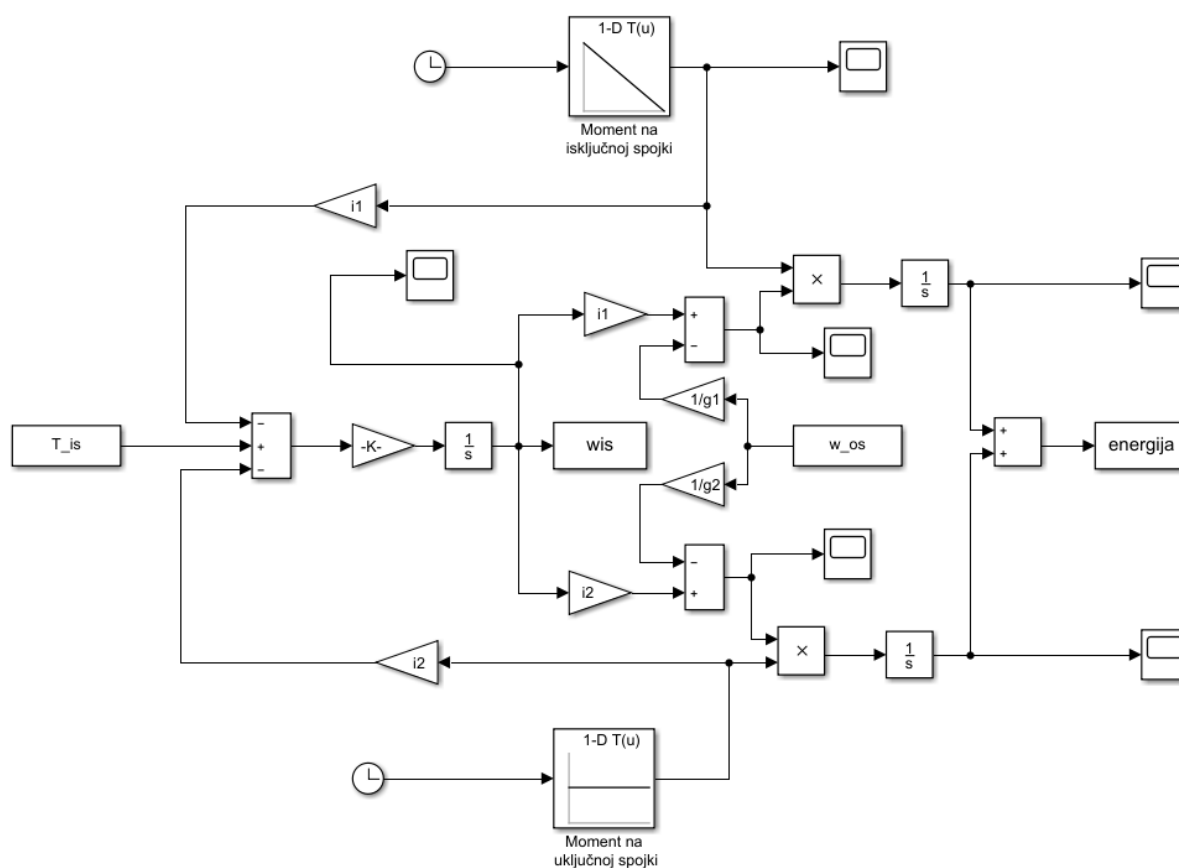 1-D T(u)
Moment na
isključnoj spojki
i1
i1
×
1
s
+
−
1/g1
T_is
−
+
−
-K-
1
s
wis
w_os
+
+
energija
1/g2
−
+
i2
i2
×
1
s
1-D T(u)
Moment na
uključnoj spojki